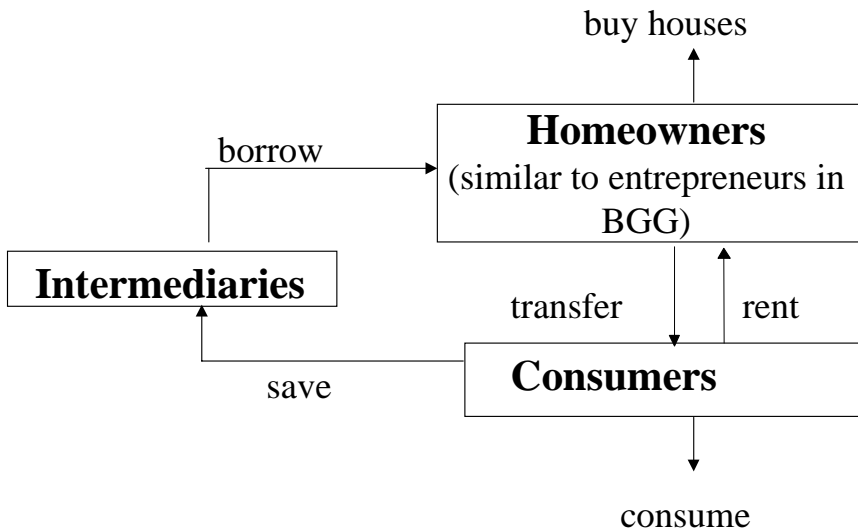 buy houses
Homeowners
(similar to entrepreneurs in
BGG)
borrow
Intermediaries
transfer
rent
Consumers
save
consume